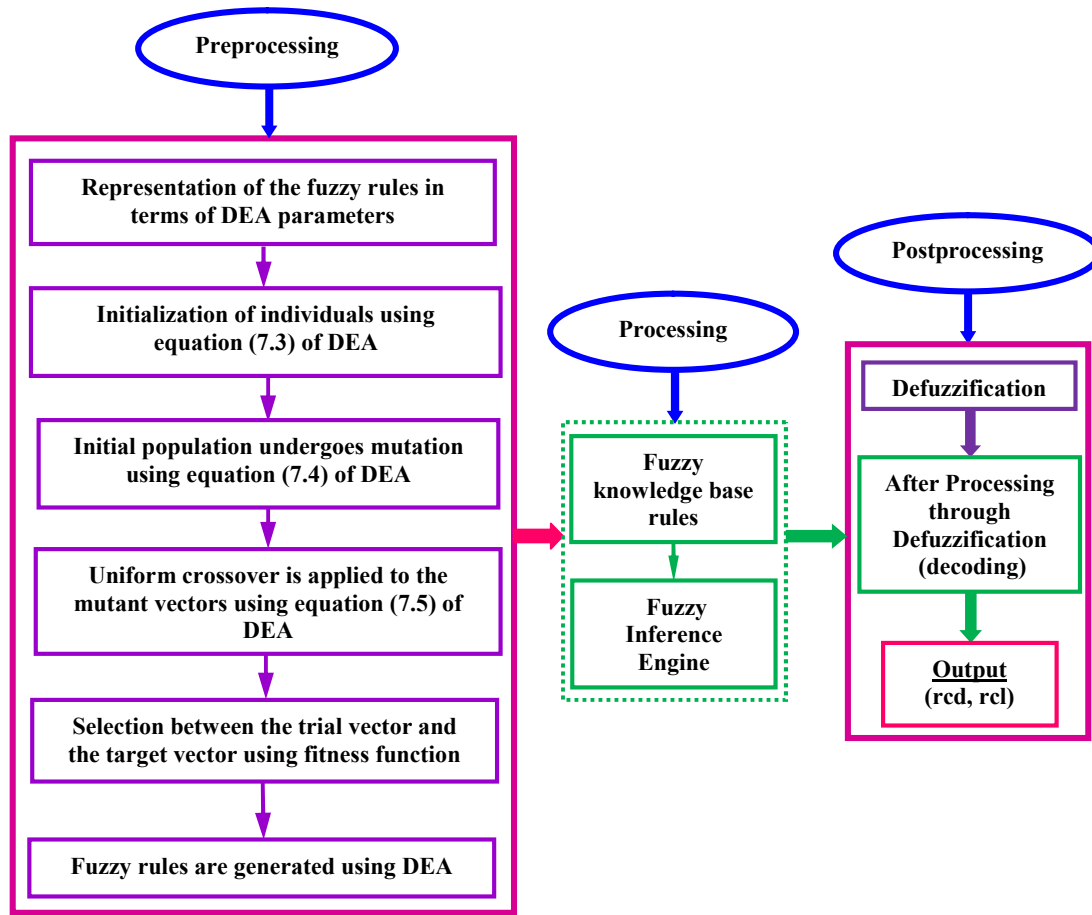 Preprocessing
Representation of the fuzzy rules in
terms of DEA parameters
Initialization of individuals using
equation (7.3) of DEA
Initial population undergoes mutation
using equation (7.4) of DEA
Uniform crossover is applied to the
mutant vectors using equation (7.5) of
DEA
Selection between the trial vector and
the target vector using fitness function
Fuzzy rules are generated using DEA
Processing
Fuzzy
knowledge base
rules
Fuzzy
Inference
Engine
Postprocessing
Defuzzification
After Processing
through
Defuzzification
(decoding)
Output
(rcd, rcl)